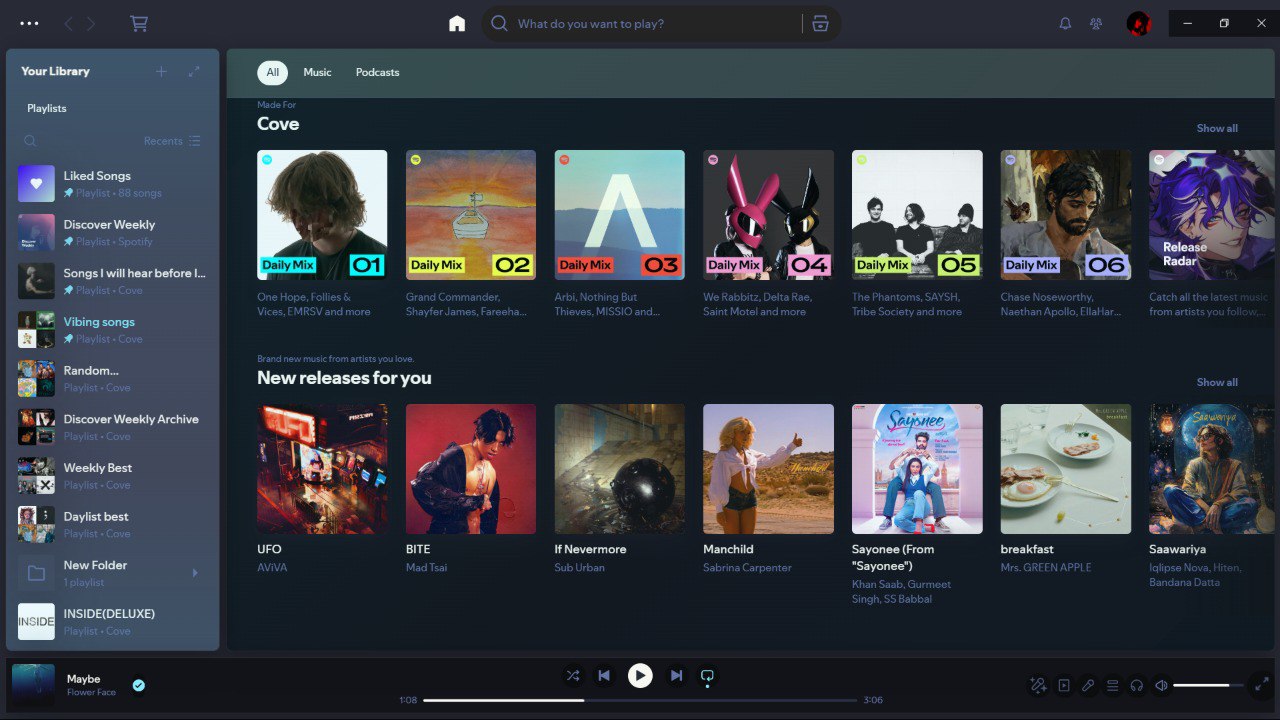 What do you want to play?
Your Library
Playlists
Recents
Liked Songs
Playlist • 88 songs
Discover Weekly
Playlist • Spotify
Songs I will hear before I...
Playlist • Cove
Vibing songs
Playlist • Cove
Random...
Playlist • Cove
Discover Weekly Archive
Playlist • Cove
Weekly Best
Playlist • Cove
Daylist best
Playlist • Cove
New Folder
1 playlist
INSIDE
INSIDE(DELUXE)
Playlist • Cove
All
Music
Podcasts
Made For
Cove
Show all
Daily Mix 01
Daily Mix 02
Daily Mix 03
Daily Mix 04
Daily Mix 05
Daily Mix 06
Release
Radar
One Hope, Follies &
Vices, EMRSV and more
Grand Commander,
Shayfer James, Fareeha...
Arbi, Nothing But
Thieves, MISSIO and...
We Rabbitz, Delta Rae,
Saint Motel and more
The Phantoms, SAYSH,
Tribe Society and more
Chase Noseworthy,
Naethan Apollo, EllaHar...
Catch all the latest music
from artists you follow,...
Brand new music from artists you love.
New releases for you
Show all
UFO
Sayonee
Manchild
Saawariya
UFO
AViVA
BITE
Mad Tsai
If Nevermore
Sub Urban
Manchild
Sabrina Carpenter
Sayonee (From
"Sayonee")
Khan Saab, Gurmeet
Singh, SS Babbal
breakfast
Mrs. GREEN APPLE
Saawariya
Iqlipse Nova, Hiten,
Bandana Datta
Maybe
Flower Face
1:08
3:06